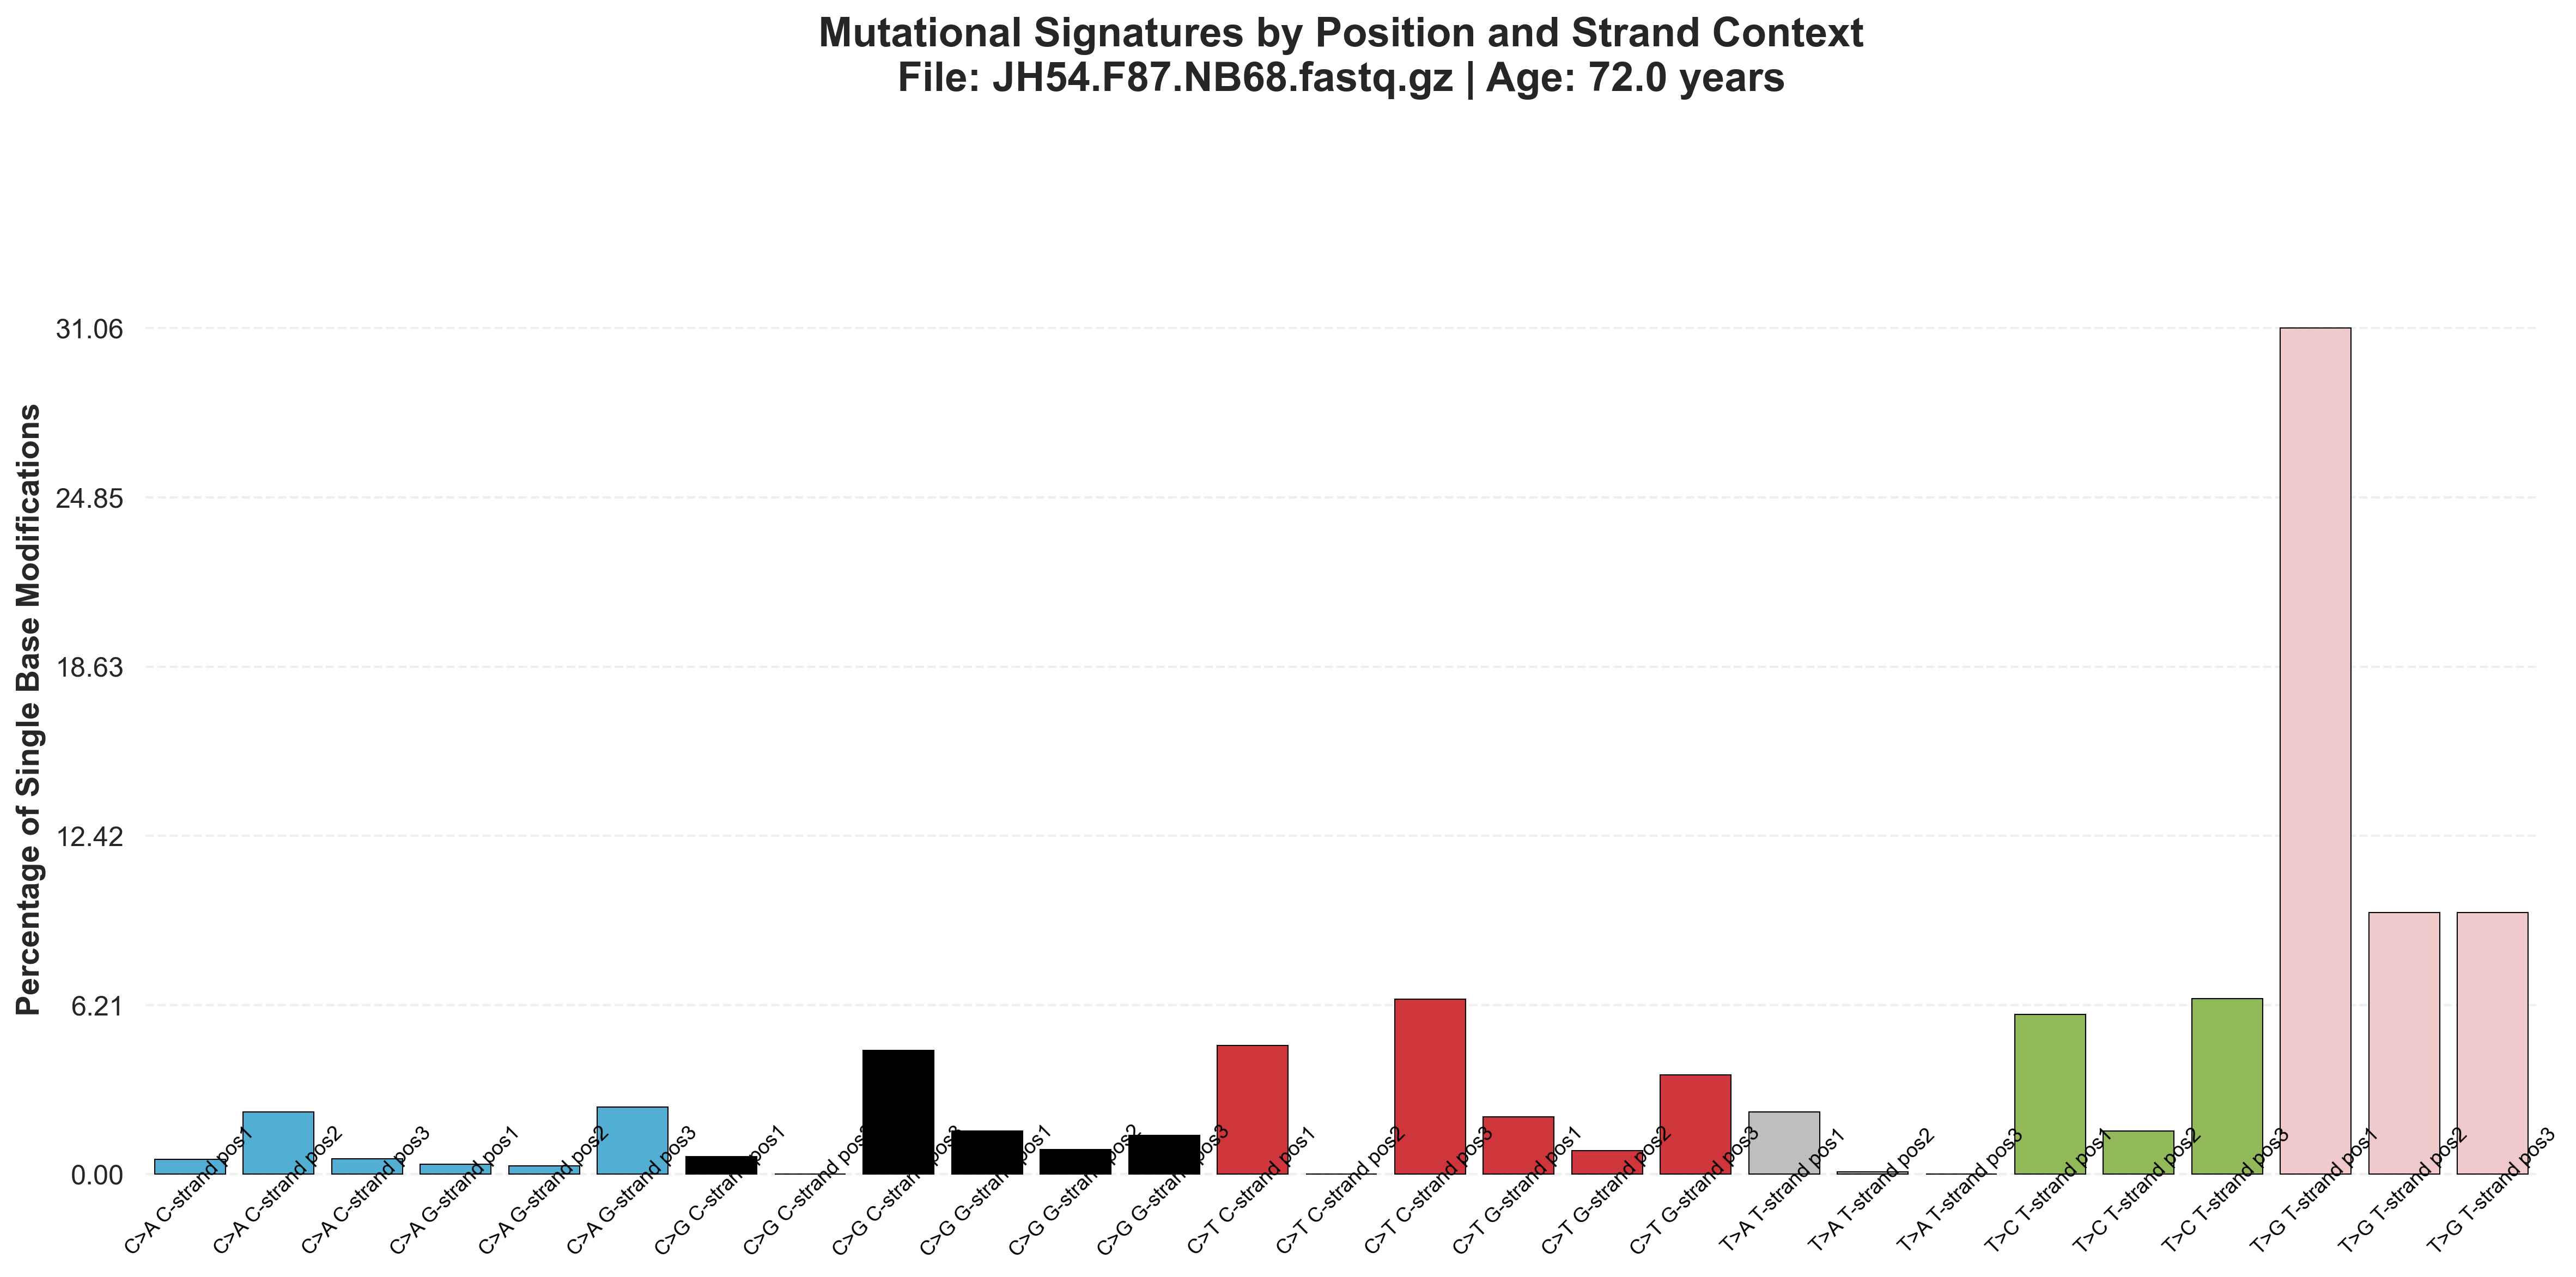 Mutational Signatures by Position and Strand Context
File: JH54.F87.NB68.fastq.gz | Age: 72.0 years
Percentage of Single Base Modifications
31.06
24.85
18.63
12.42
6.21
0.00
C>A C-strand pos1
C>A C-strand pos2
C>A C-strand pos3
C>A G-strand pos1
C>A G-strand pos2
C>A G-strand pos3
C>G C-strand pos1
C>G C-strand pos2
C>G C-strand pos3
C>G G-strand pos1
C>G G-strand pos2
C>G G-strand pos3
C>T C-strand pos1
C>T C-strand pos2
C>T C-strand pos3
C>T G-strand pos1
C>T G-strand pos2
C>T G-strand pos3
T>A T-strand pos1
T>A T-strand pos2
T>A T-strand pos3
T>C T-strand pos1
T>C T-strand pos2
T>C T-strand pos3
T>G T-strand pos1
T>G T-strand pos2
T>G T-strand pos3